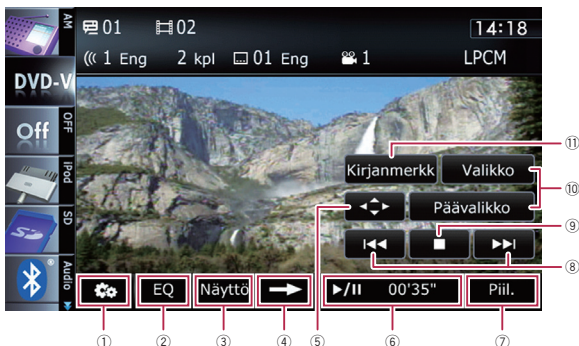 AM
01 02 14:18
((( 1 Eng 2 kpl 01 Eng 1 LPCM
DVD-V
OFF
Off
iPod
SD
Audio
Kirjanmerkk Valikko
Päävalikko
EQ Näyttö ▶/II 00'35" Piil.
⑪
⑩
⑨
⑧
① ② ③ ④ ⑤ ⑥ ⑦